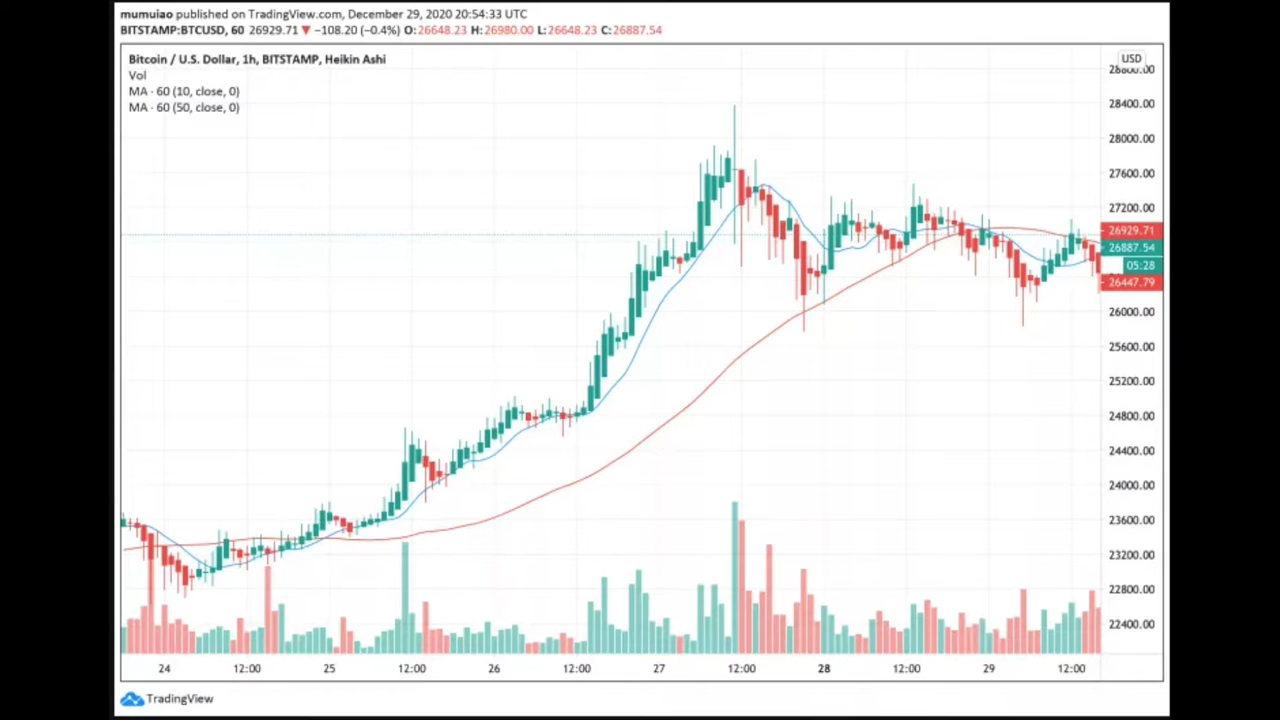 mumuiao published on TradingView.com, December 29, 2020 20:54:33 UTC
BITSTAMP:BTCUSD, 60 26929.71 ▼ −108.20 (−0.4%) O:26648.23 H:26980.00 L:26648.23 C:26887.54
Bitcoin / U.S. Dollar, 1h, BITSTAMP, Heikin Ashi
Vol
MA · 60 (10, close, 0)
MA · 60 (50, close, 0)
USD
28800.00
28400.00
28000.00
27600.00
27200.00
26929.71
26887.54
05:28
26447.79
26000.00
25600.00
25200.00
24800.00
24400.00
24000.00
23600.00
23200.00
22800.00
22400.00
24 12:00 25 12:00 26 12:00 27 12:00 28 12:00 29 12:00
TradingView